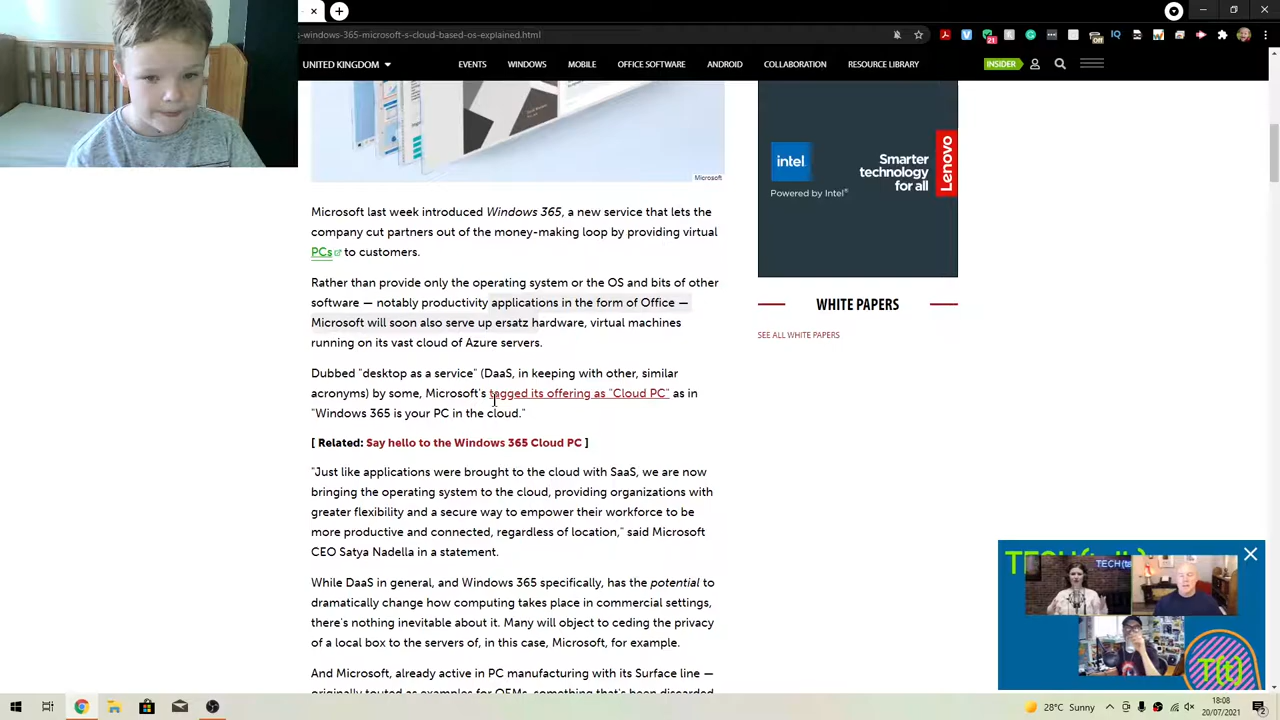 s-windows-365-microsoft-s-cloud-based-os-explained.html
21
Off
UNITED KINGDOM
EVENTS
WINDOWS
MOBILE
OFFICE SOFTWARE
ANDROID
COLLABORATION
RESOURCE LIBRARY
INSIDER
Microsoft
intel
Powered by Intel®
Smarter
technology
for all
Lenovo
Microsoft last week introduced Windows 365, a new service that lets the
company cut partners out of the money-making loop by providing virtual
PCs to customers.
Rather than provide only the operating system or the OS and bits of other
software — notably productivity applications in the form of Office —
Microsoft will soon also serve up ersatz hardware, virtual machines
running on its vast cloud of Azure servers.
WHITE PAPERS
SEE ALL WHITE PAPERS
Dubbed "desktop as a service" (DaaS, in keeping with other, similar
acronyms) by some, Microsoft's tagged its offering as "Cloud PC" as in
"Windows 365 is your PC in the cloud."
[ Related: Say hello to the Windows 365 Cloud PC ]
"Just like applications were brought to the cloud with SaaS, we are now
bringing the operating system to the cloud, providing organizations with
greater flexibility and a secure way to empower their workforce to be
more productive and connected, regardless of location," said Microsoft
CEO Satya Nadella in a statement.
While DaaS in general, and Windows 365 specifically, has the potential to
dramatically change how computing takes place in commercial settings,
there's nothing inevitable about it. Many will object to ceding the privacy
of a local box to the servers of, in this case, Microsoft, for example.
And Microsoft, already active in PC manufacturing with its Surface line —
originally touted as examples for OEMs, something that's been discarded
TECH(t
TECH(t
T(t)
28°C Sunny
18:08
20/07/2021
2